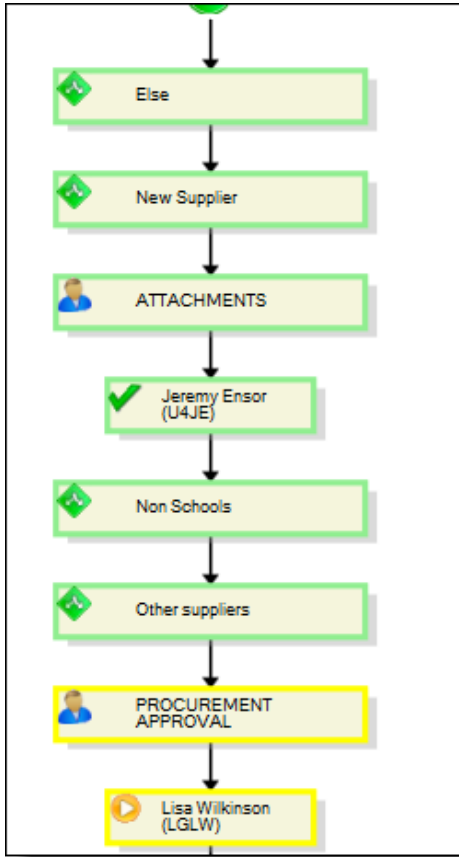 Else
New Supplier
ATTACHMENTS
Jeremy Ensor
(U4JE)
Non Schools
Other suppliers
PROCUREMENT
APPROVAL
Lisa Wilkinson
(LGLW)